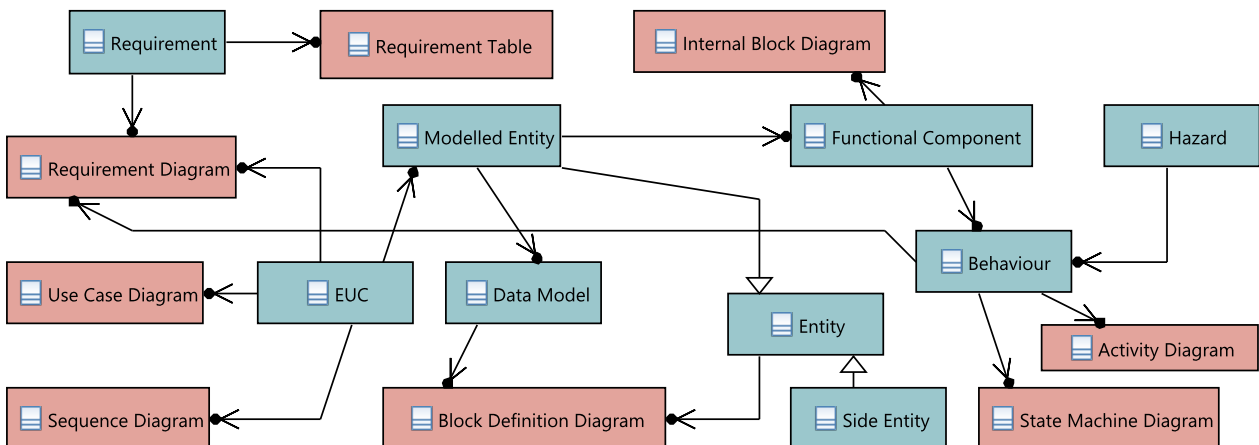 Requirement
Requirement Table
Internal Block Diagram
Modelled Entity
Functional Component
Hazard
Requirement Diagram
Behaviour
Use Case Diagram
EUC
Data Model
Entity
Activity Diagram
Sequence Diagram
Block Definition Diagram
Side Entity
State Machine Diagram